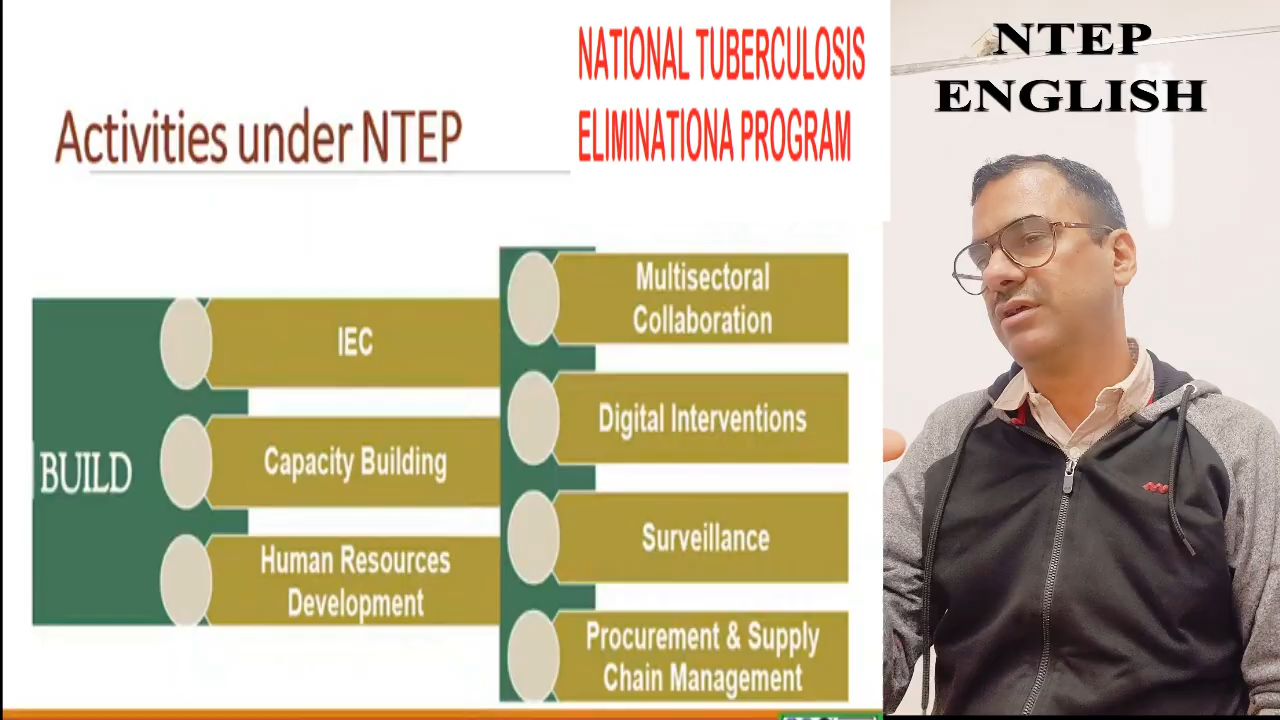 NATIONAL TUBERCULOSIS
ELIMINATIONA PROGRAM
NTEP
ENGLISH
Activities under NTEP
BUILD
IEC
Capacity Building
Human Resources
Development
Multisectoral
Collaboration
Digital Interventions
Surveillance
Procurement & Supply
Chain Management